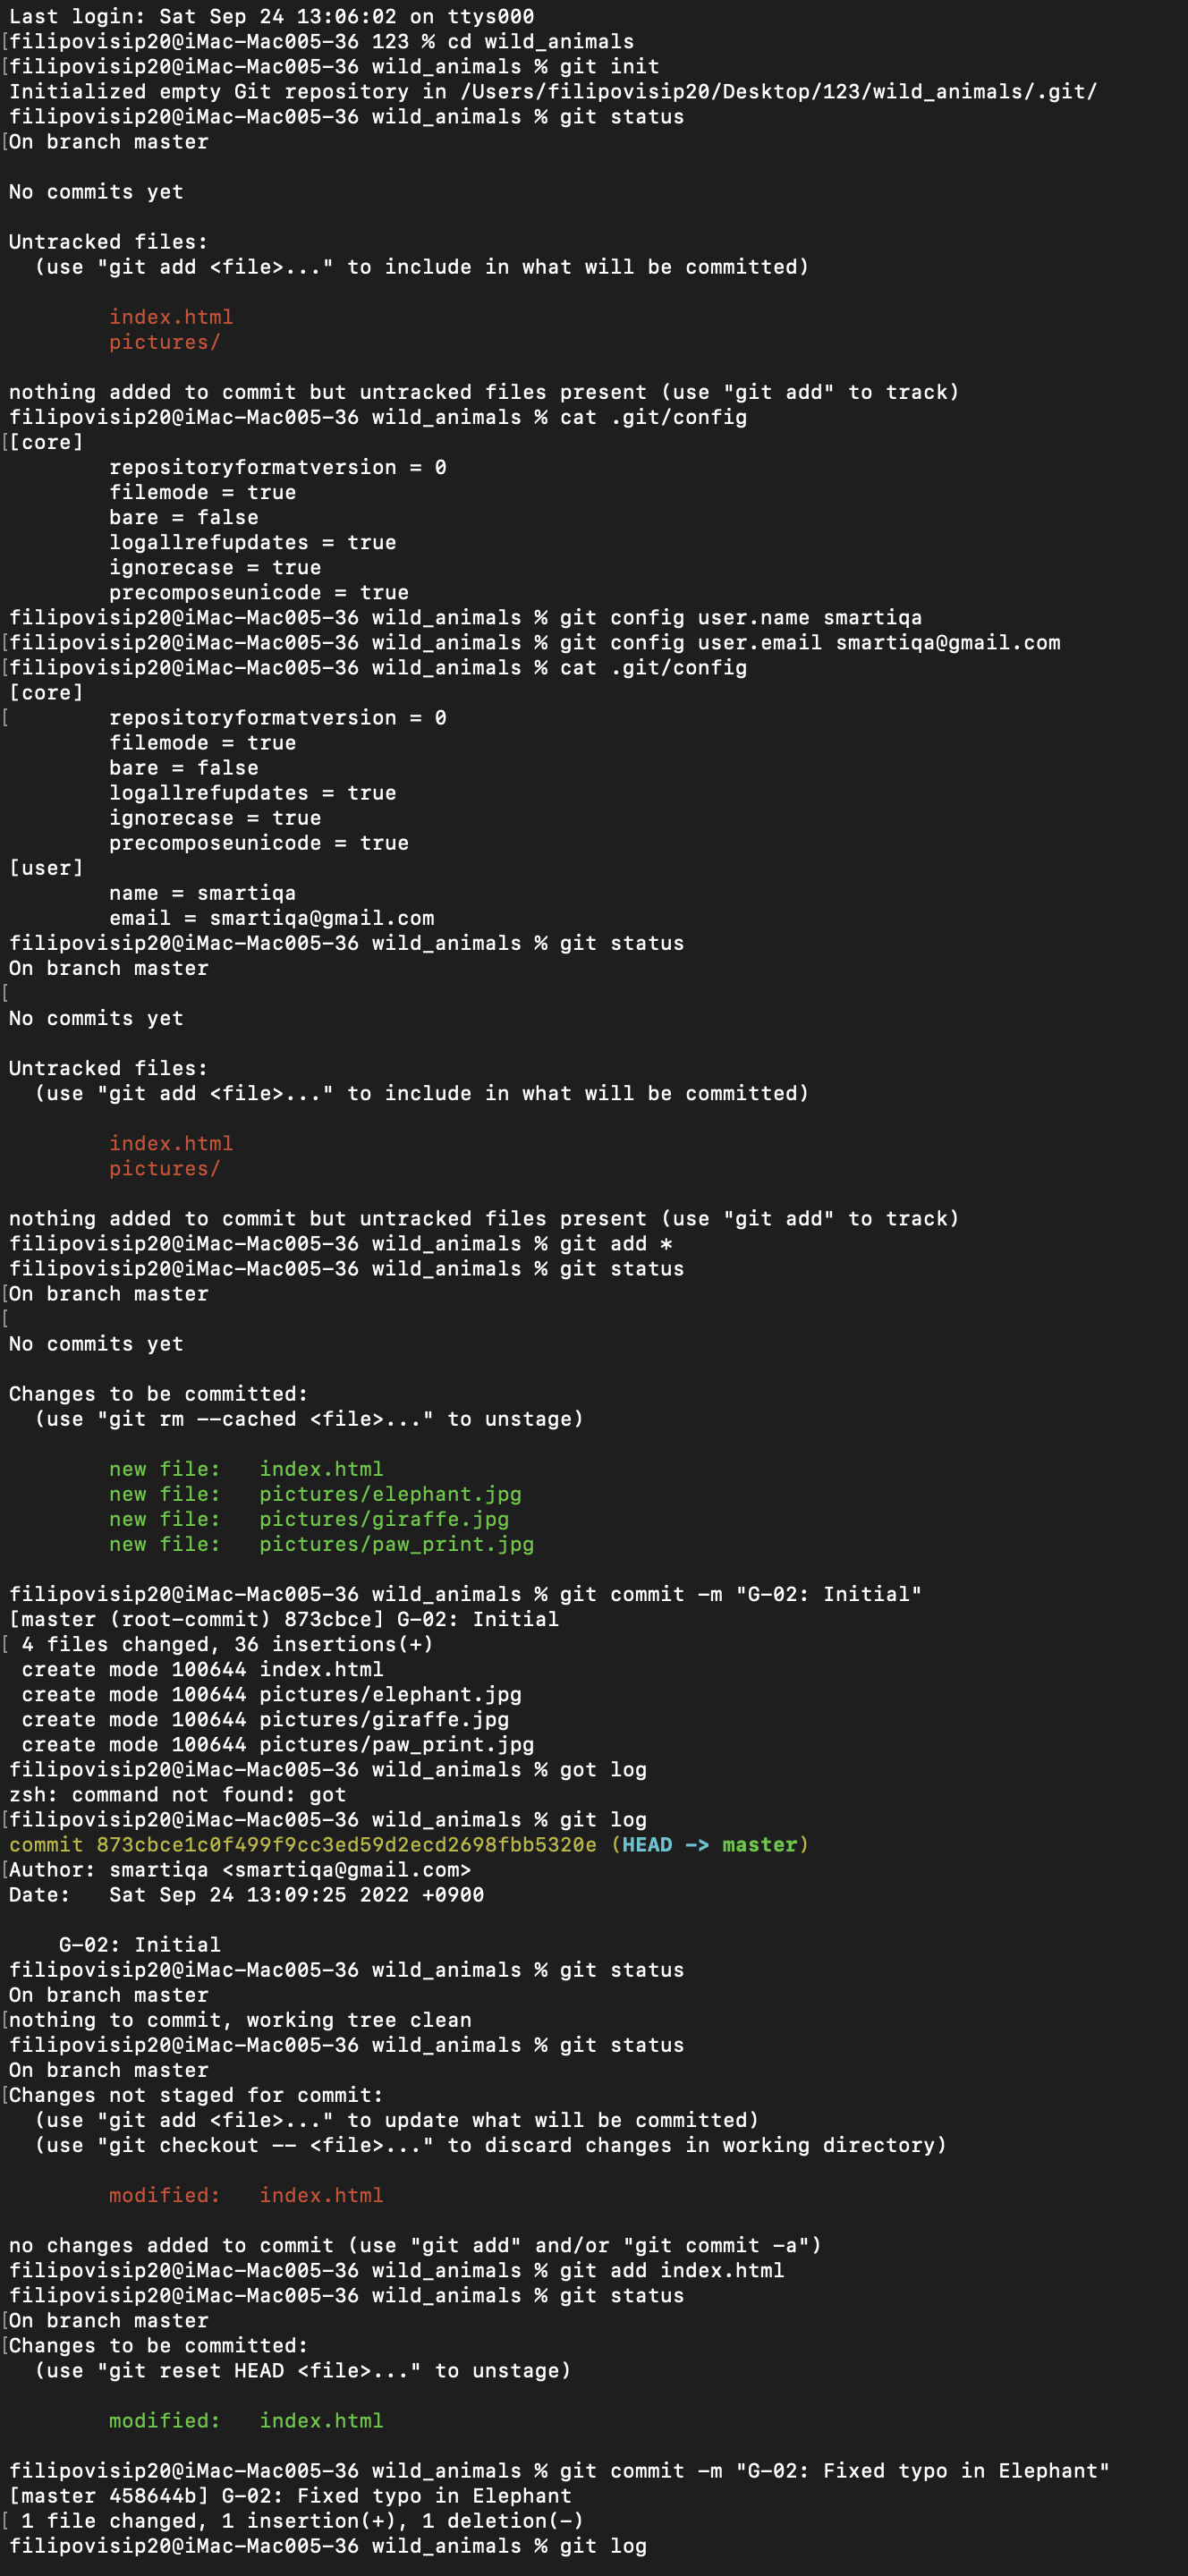 Last login: Sat Sep 24 13:06:02 on ttys000
[filipovisip20@iMac-Mac005-36 123 % cd wild_animals
[filipovisip20@iMac-Mac005-36 wild_animals % git init
Initialized empty Git repository in /Users/filipovisip20/Desktop/123/wild_animals/.git/
filipovisip20@iMac-Mac005-36 wild_animals % git status
[On branch master
No commits yet
Untracked files:
  (use "git add <file>..." to include in what will be committed)
        index.html
        pictures/
nothing added to commit but untracked files present (use "git add" to track)
filipovisip20@iMac-Mac005-36 wild_animals % cat .git/config
[[core]
        repositoryformatversion = 0
        filemode = true
        bare = false
        logallrefupdates = true
        ignorecase = true
        precomposeunicode = true
filipovisip20@iMac-Mac005-36 wild_animals % git config user.name smartiqa
[filipovisip20@iMac-Mac005-36 wild_animals % git config user.email smartiqa@gmail.com
[filipovisip20@iMac-Mac005-36 wild_animals % cat .git/config
[core]
[        repositoryformatversion = 0
        filemode = true
        bare = false
        logallrefupdates = true
        ignorecase = true
        precomposeunicode = true
[user]
        name = smartiqa
        email = smartiqa@gmail.com
filipovisip20@iMac-Mac005-36 wild_animals % git status
On branch master
[
No commits yet
Untracked files:
  (use "git add <file>..." to include in what will be committed)
        index.html
        pictures/
nothing added to commit but untracked files present (use "git add" to track)
filipovisip20@iMac-Mac005-36 wild_animals % git add *
filipovisip20@iMac-Mac005-36 wild_animals % git status
[On branch master
[
No commits yet
Changes to be committed:
  (use "git rm --cached <file>..." to unstage)
        new file:   index.html
        new file:   pictures/elephant.jpg
        new file:   pictures/giraffe.jpg
        new file:   pictures/paw_print.jpg
filipovisip20@iMac-Mac005-36 wild_animals % git commit -m "G-02: Initial"
[master (root-commit) 873cbce] G-02: Initial
[ 4 files changed, 36 insertions(+)
 create mode 100644 index.html
 create mode 100644 pictures/elephant.jpg
 create mode 100644 pictures/giraffe.jpg
 create mode 100644 pictures/paw_print.jpg
filipovisip20@iMac-Mac005-36 wild_animals % got log
zsh: command not found: got
[filipovisip20@iMac-Mac005-36 wild_animals % git log
commit 873cbce1c0f499f9cc3ed59d2ecd2698fbb5320e (HEAD -> master)
[Author: smartiqa <smartiqa@gmail.com>
Date:   Sat Sep 24 13:09:25 2022 +0900
    G-02: Initial
filipovisip20@iMac-Mac005-36 wild_animals % git status
On branch master
[nothing to commit, working tree clean
filipovisip20@iMac-Mac005-36 wild_animals % git status
On branch master
[Changes not staged for commit:
  (use "git add <file>..." to update what will be committed)
  (use "git checkout -- <file>..." to discard changes in working directory)
        modified:   index.html
no changes added to commit (use "git add" and/or "git commit -a")
filipovisip20@iMac-Mac005-36 wild_animals % git add index.html
filipovisip20@iMac-Mac005-36 wild_animals % git status
[On branch master
[Changes to be committed:
  (use "git reset HEAD <file>..." to unstage)
        modified:   index.html
filipovisip20@iMac-Mac005-36 wild_animals % git commit -m "G-02: Fixed typo in Elephant"
[master 458644b] G-02: Fixed typo in Elephant
[ 1 file changed, 1 insertion(+), 1 deletion(-)
filipovisip20@iMac-Mac005-36 wild_animals % git log